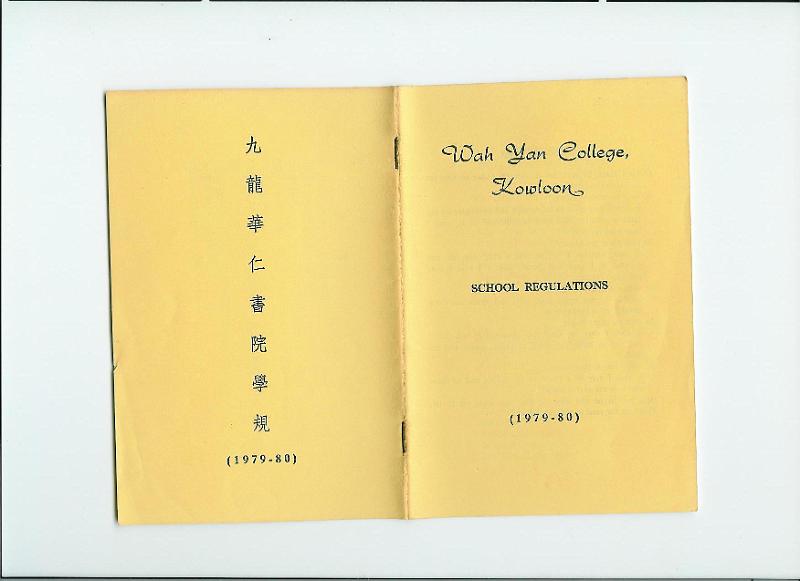 九龍華仁書院學規
(1979-80)
Wah Yan College,
Kowloon
SCHOOL REGULATIONS
(1979-80)